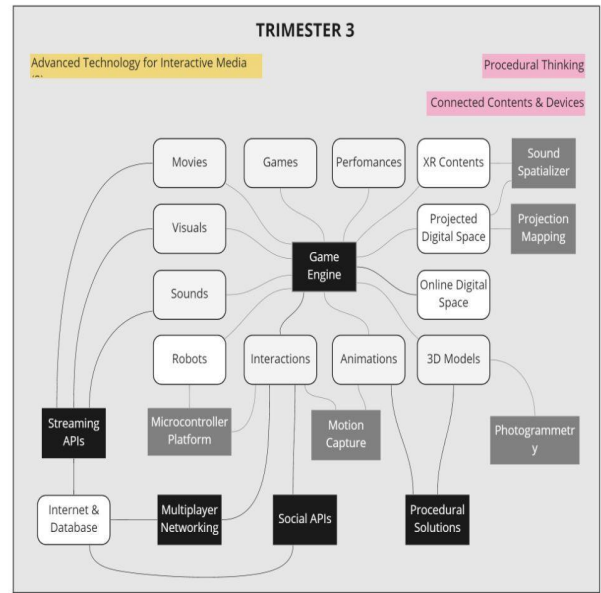 TRIMESTER 3
Advanced Technology for Interactive Media
Procedural Thinking
Connected Contents & Devices
Movies
Games
Perfomances
XR Contents
Sound
Spatializer
Visuals
Projected
Digital Space
Projection
Mapping
Game
Engine
Sounds
Online Digital
Space
Robots
Interactions
Animations
3D Models
Streaming
APIs
Microcontroller
Platform
Motion
Capture
Photogrammetr
y
Internet &
Database
Multiplayer
Networking
Social APIs
Procedural
Solutions